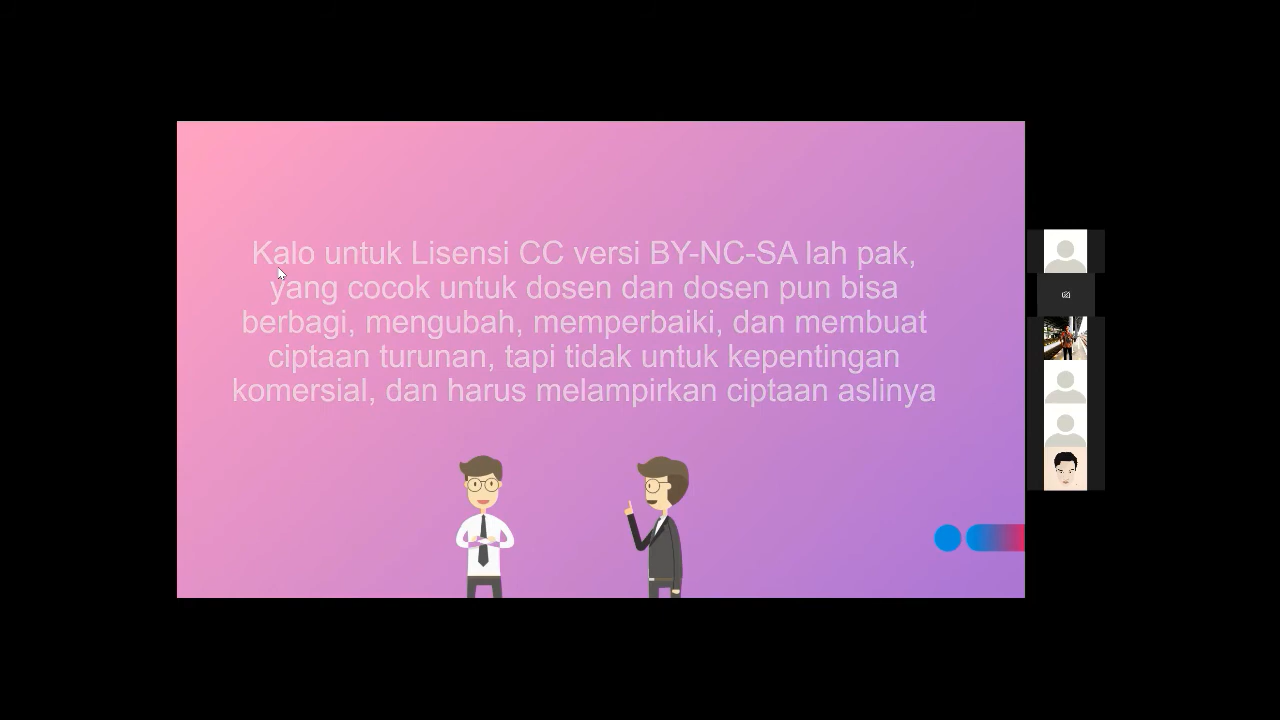 Kalo untuk Lisensi CC versi BY-NC-SA lah pak,
yang cocok untuk dosen dan dosen pun bisa
berbagi, mengubah, memperbaiki, dan membuat
ciptaan turunan, tapi tidak untuk kepentingan
komersial, dan harus melampirkan ciptaan aslinya